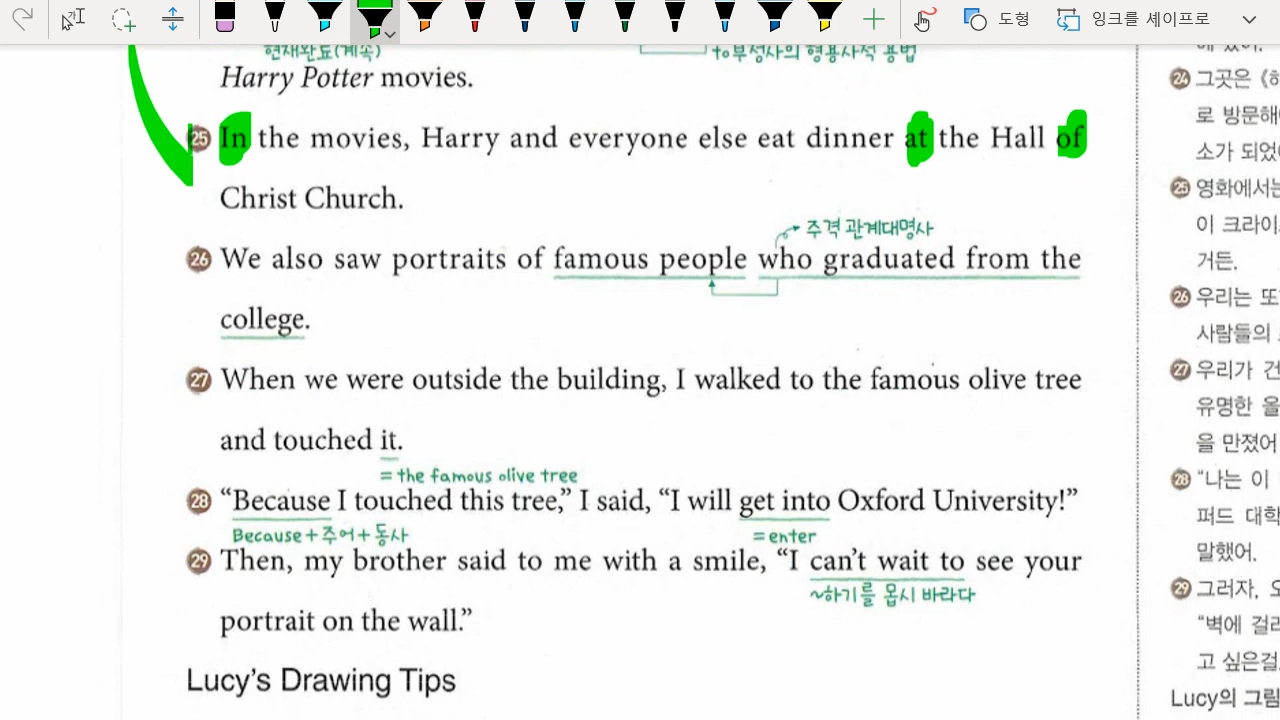 도형 잉크를 셰이프로
현재완료(계속) to부정사의 형용사적 용법
Harry Potter movies.
25 In the movies, Harry and everyone else eat dinner at the Hall of
Christ Church.
주격 관계대명사
26 We also saw portraits of famous people who graduated from the
college.
27 When we were outside the building, I walked to the famous olive tree
and touched it.
= the famous olive tree
28 “Because I touched this tree,” I said, “I will get into Oxford University!”
Because+주어+동사 =enter
29 Then, my brother said to me with a smile, “I can’t wait to see your
~하기를 몹시 바라다
portrait on the wall.”
Lucy’s Drawing Tips
24 그곳은
로 방문해
소가 되었
25 영화에서는
이 크라이
거든.
26 우리는 또
사람들의
27 우리가 건
유명한 올
을 만졌어
28 “나는 이
퍼드 대학
말했어.
29 그러자, 오
“벽에 걸
고 싶은걸
Lucy의 그림